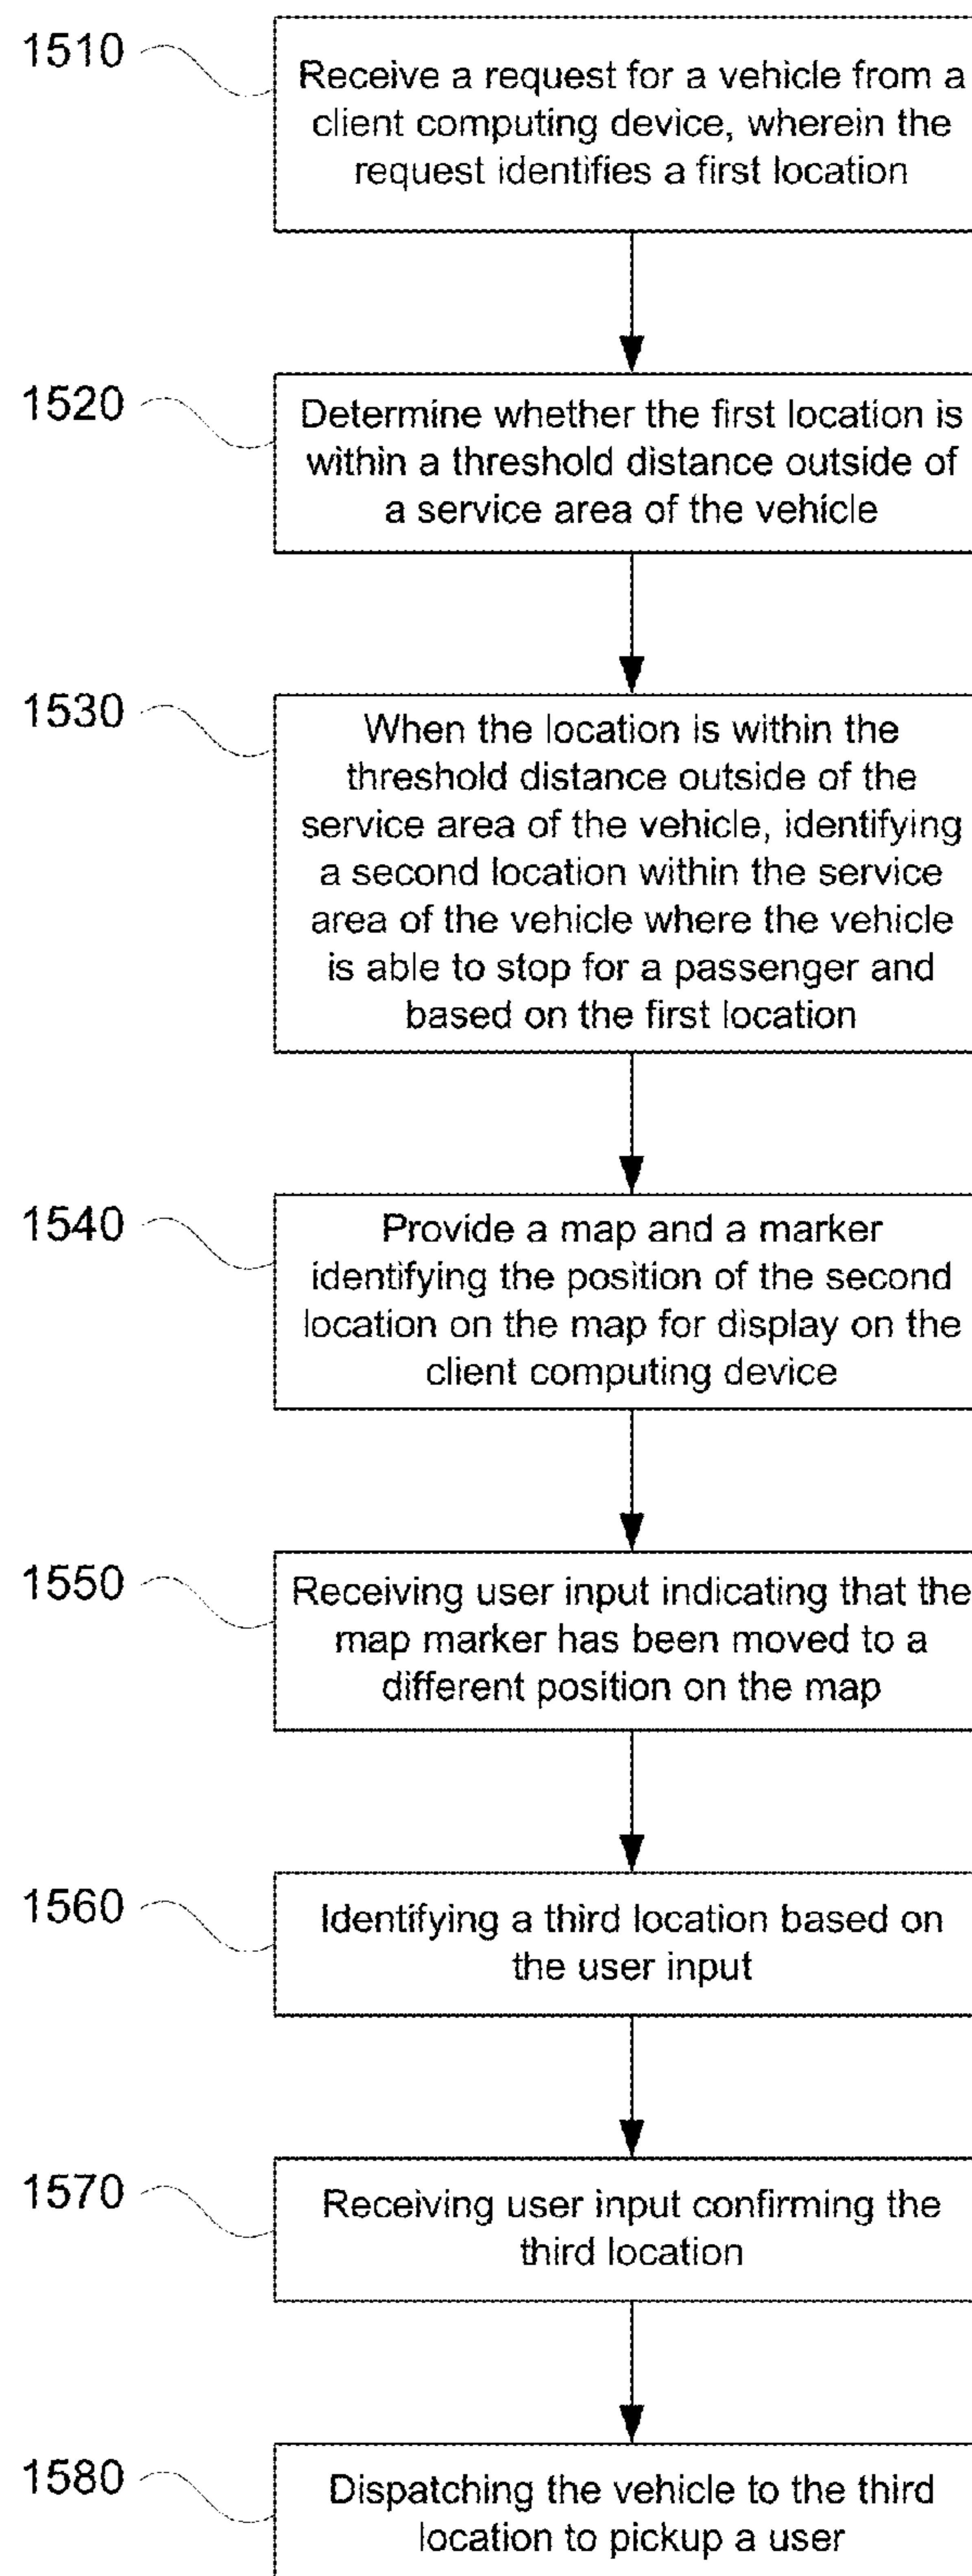 1510
Receive a request for a vehicle from a
client computing device, wherein the
request identifies a first location
1520
Determine whether the first location is
within a threshold distance outside of
a service area of the vehicle
1530
When the location is within the
threshold distance outside of the
service area of the vehicle, identifying
a second location within the service
area of the vehicle where the vehicle
is able to stop for a passenger and
based on the first location
1540
Provide a map and a marker
identifying the position of the second
location on the map for display on the
client computing device
1550
Receiving user input indicating that the
map marker has been moved to a
different position on the map
1560
Identifying a third location based on
the user input
1570
Receiving user input confirming the
third location
1580
Dispatching the vehicle to the third
location to pickup a user